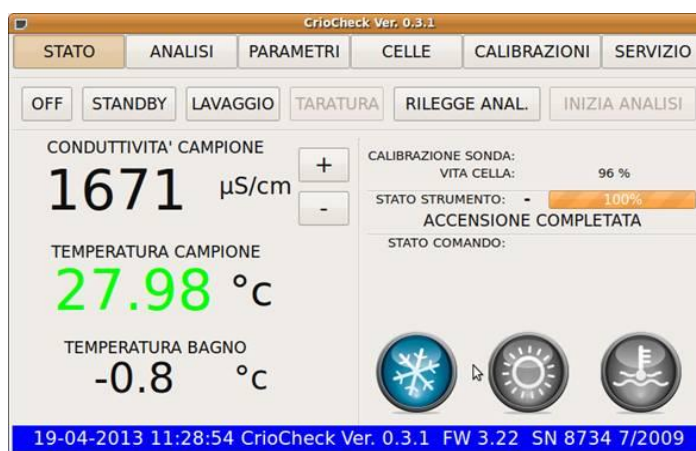 CrioCheck Ver. 0.3.1
STATO ANALISI PARAMETRI CELLE CALIBRAZIONI SERVIZIO
OFF STANDBY LAVAGGIO TARATURA RILEGGE ANAL. INIZIA ANALISI
CONDUTTIVITA' CAMPIONE
1671 µS/cm
+
-
TEMPERATURA CAMPIONE
27.98 °c
TEMPERATURA BAGNO
-0.8 °c
CALIBRAZIONE SONDA:
VITA CELLA: 96 %
STATO STRUMENTO: - 100%
ACCENSIONE COMPLETATA
STATO COMANDO:
19-04-2013 11:28:54 CrioCheck Ver. 0.3.1 FW 3.22 SN 8734 7/2009